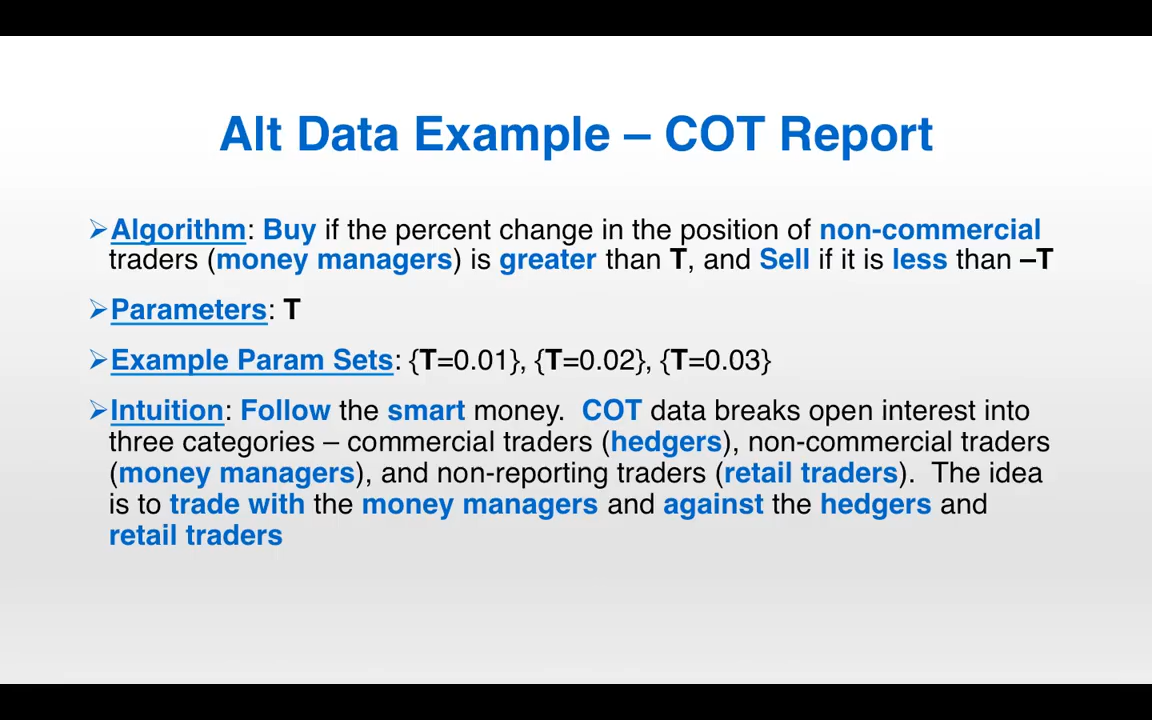 Alt Data Example – COT Report
➢Algorithm: Buy if the percent change in the position of non-commercial
traders (money managers) is greater than T, and Sell if it is less than –T
➢Parameters: T
➢Example Param Sets: {T=0.01}, {T=0.02}, {T=0.03}
➢Intuition: Follow the smart money.  COT data breaks open interest into
three categories – commercial traders (hedgers), non-commercial traders
(money managers), and non-reporting traders (retail traders).  The idea
is to trade with the money managers and against the hedgers and
retail traders